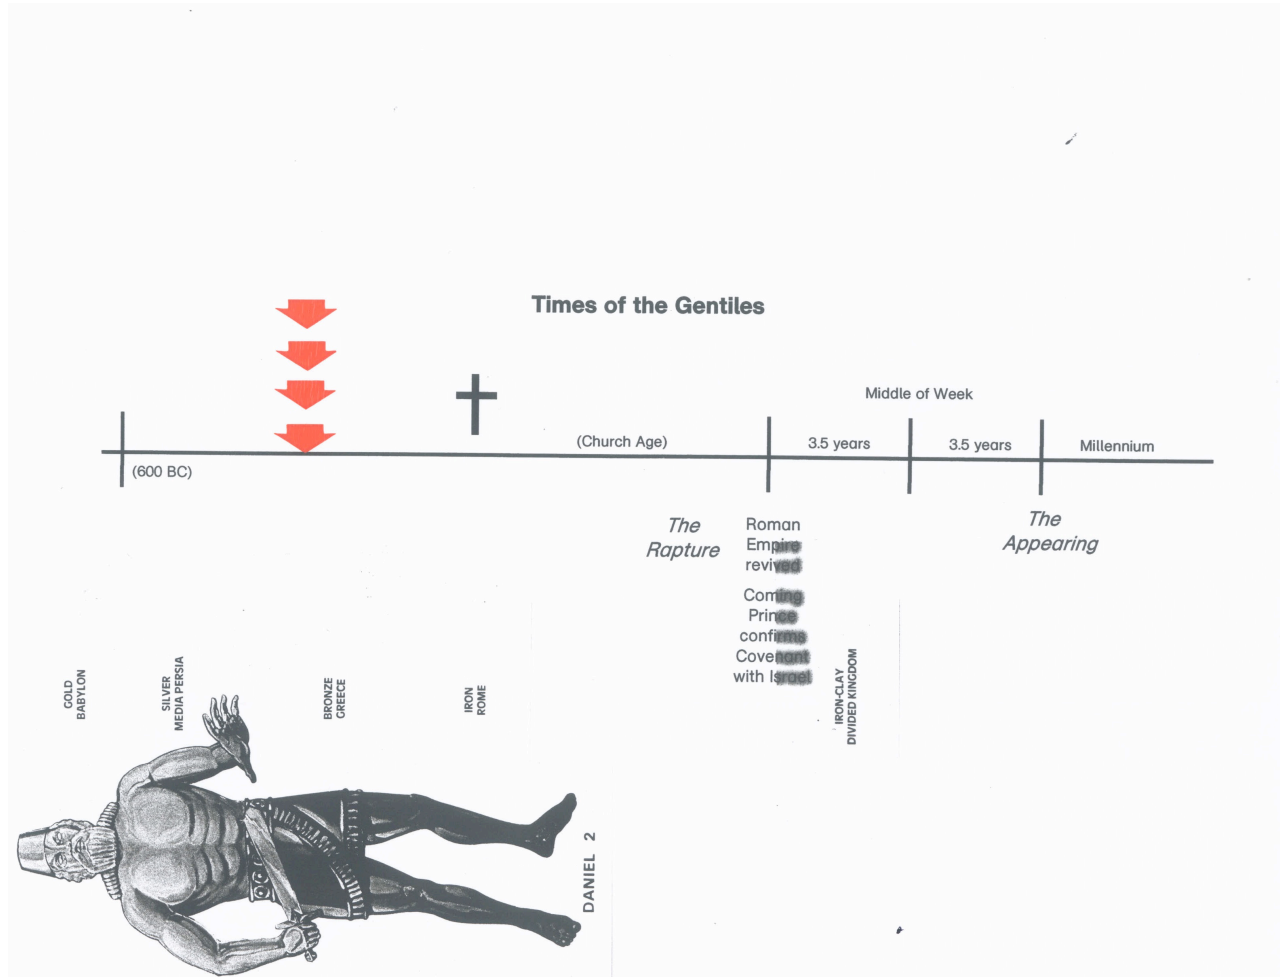 Times of the Gentiles
Middle of Week
(Church Age)
3.5 years
3.5 years
Millennium
(600 BC)
The
Rapture
Roman
Empire
revived
Coming
Prince
confirms
Covenant
with Israel
The
Appearing
GOLD
BABYLON
SILVER
MEDIA PERSIA
BRONZE
GREECE
IRON
ROME
IRON-CLAY
DIVIDED KINGDOM
DANIEL 2